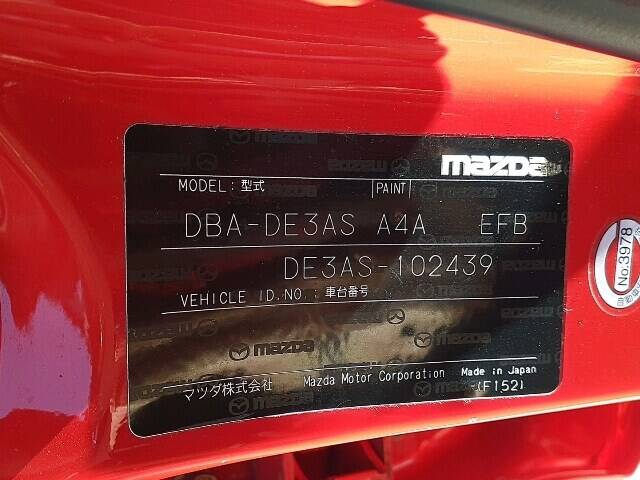 mazda
MODEL: 型式 PAINT
DBA-DE3AS A4A EFB
DE3AS-102439
VEHICLE I.D.NO.: 車台番号
マツダ株式会社 Mazda Motor Corporation Made in Japan
(F152)
No.3978